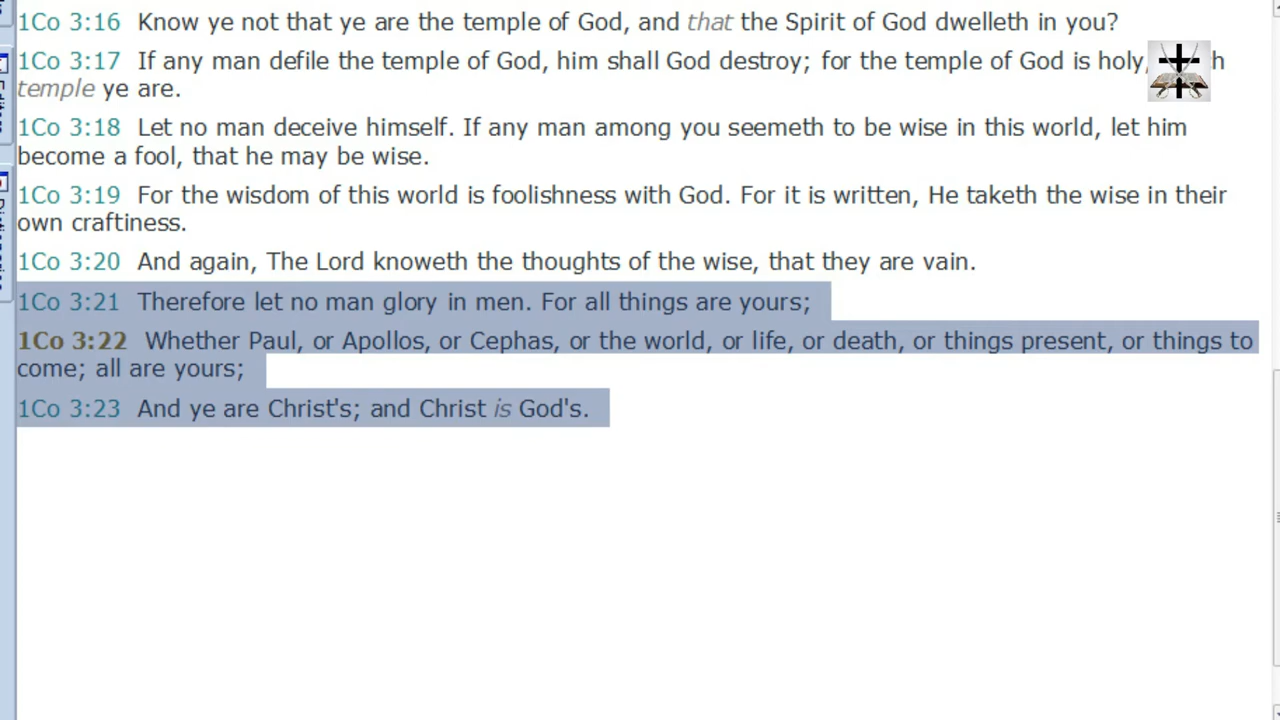 1Co 3:16 Know ye not that ye are the temple of God, and that the Spirit of God dwelleth in you?
1Co 3:17 If any man defile the temple of God, him shall God destroy; for the temple of God is holy,
temple ye are.
1Co 3:18 Let no man deceive himself. If any man among you seemeth to be wise in this world, let him
become a fool, that he may be wise.
1Co 3:19 For the wisdom of this world is foolishness with God. For it is written, He taketh the wise in their
own craftiness.
1Co 3:20 And again, The Lord knoweth the thoughts of the wise, that they are vain.
1Co 3:21 Therefore let no man glory in men. For all things are yours;
1Co 3:22 Whether Paul, or Apollos, or Cephas, or the world, or life, or death, or things present, or things to
come; all are yours;
1Co 3:23 And ye are Christ's; and Christ is God's.